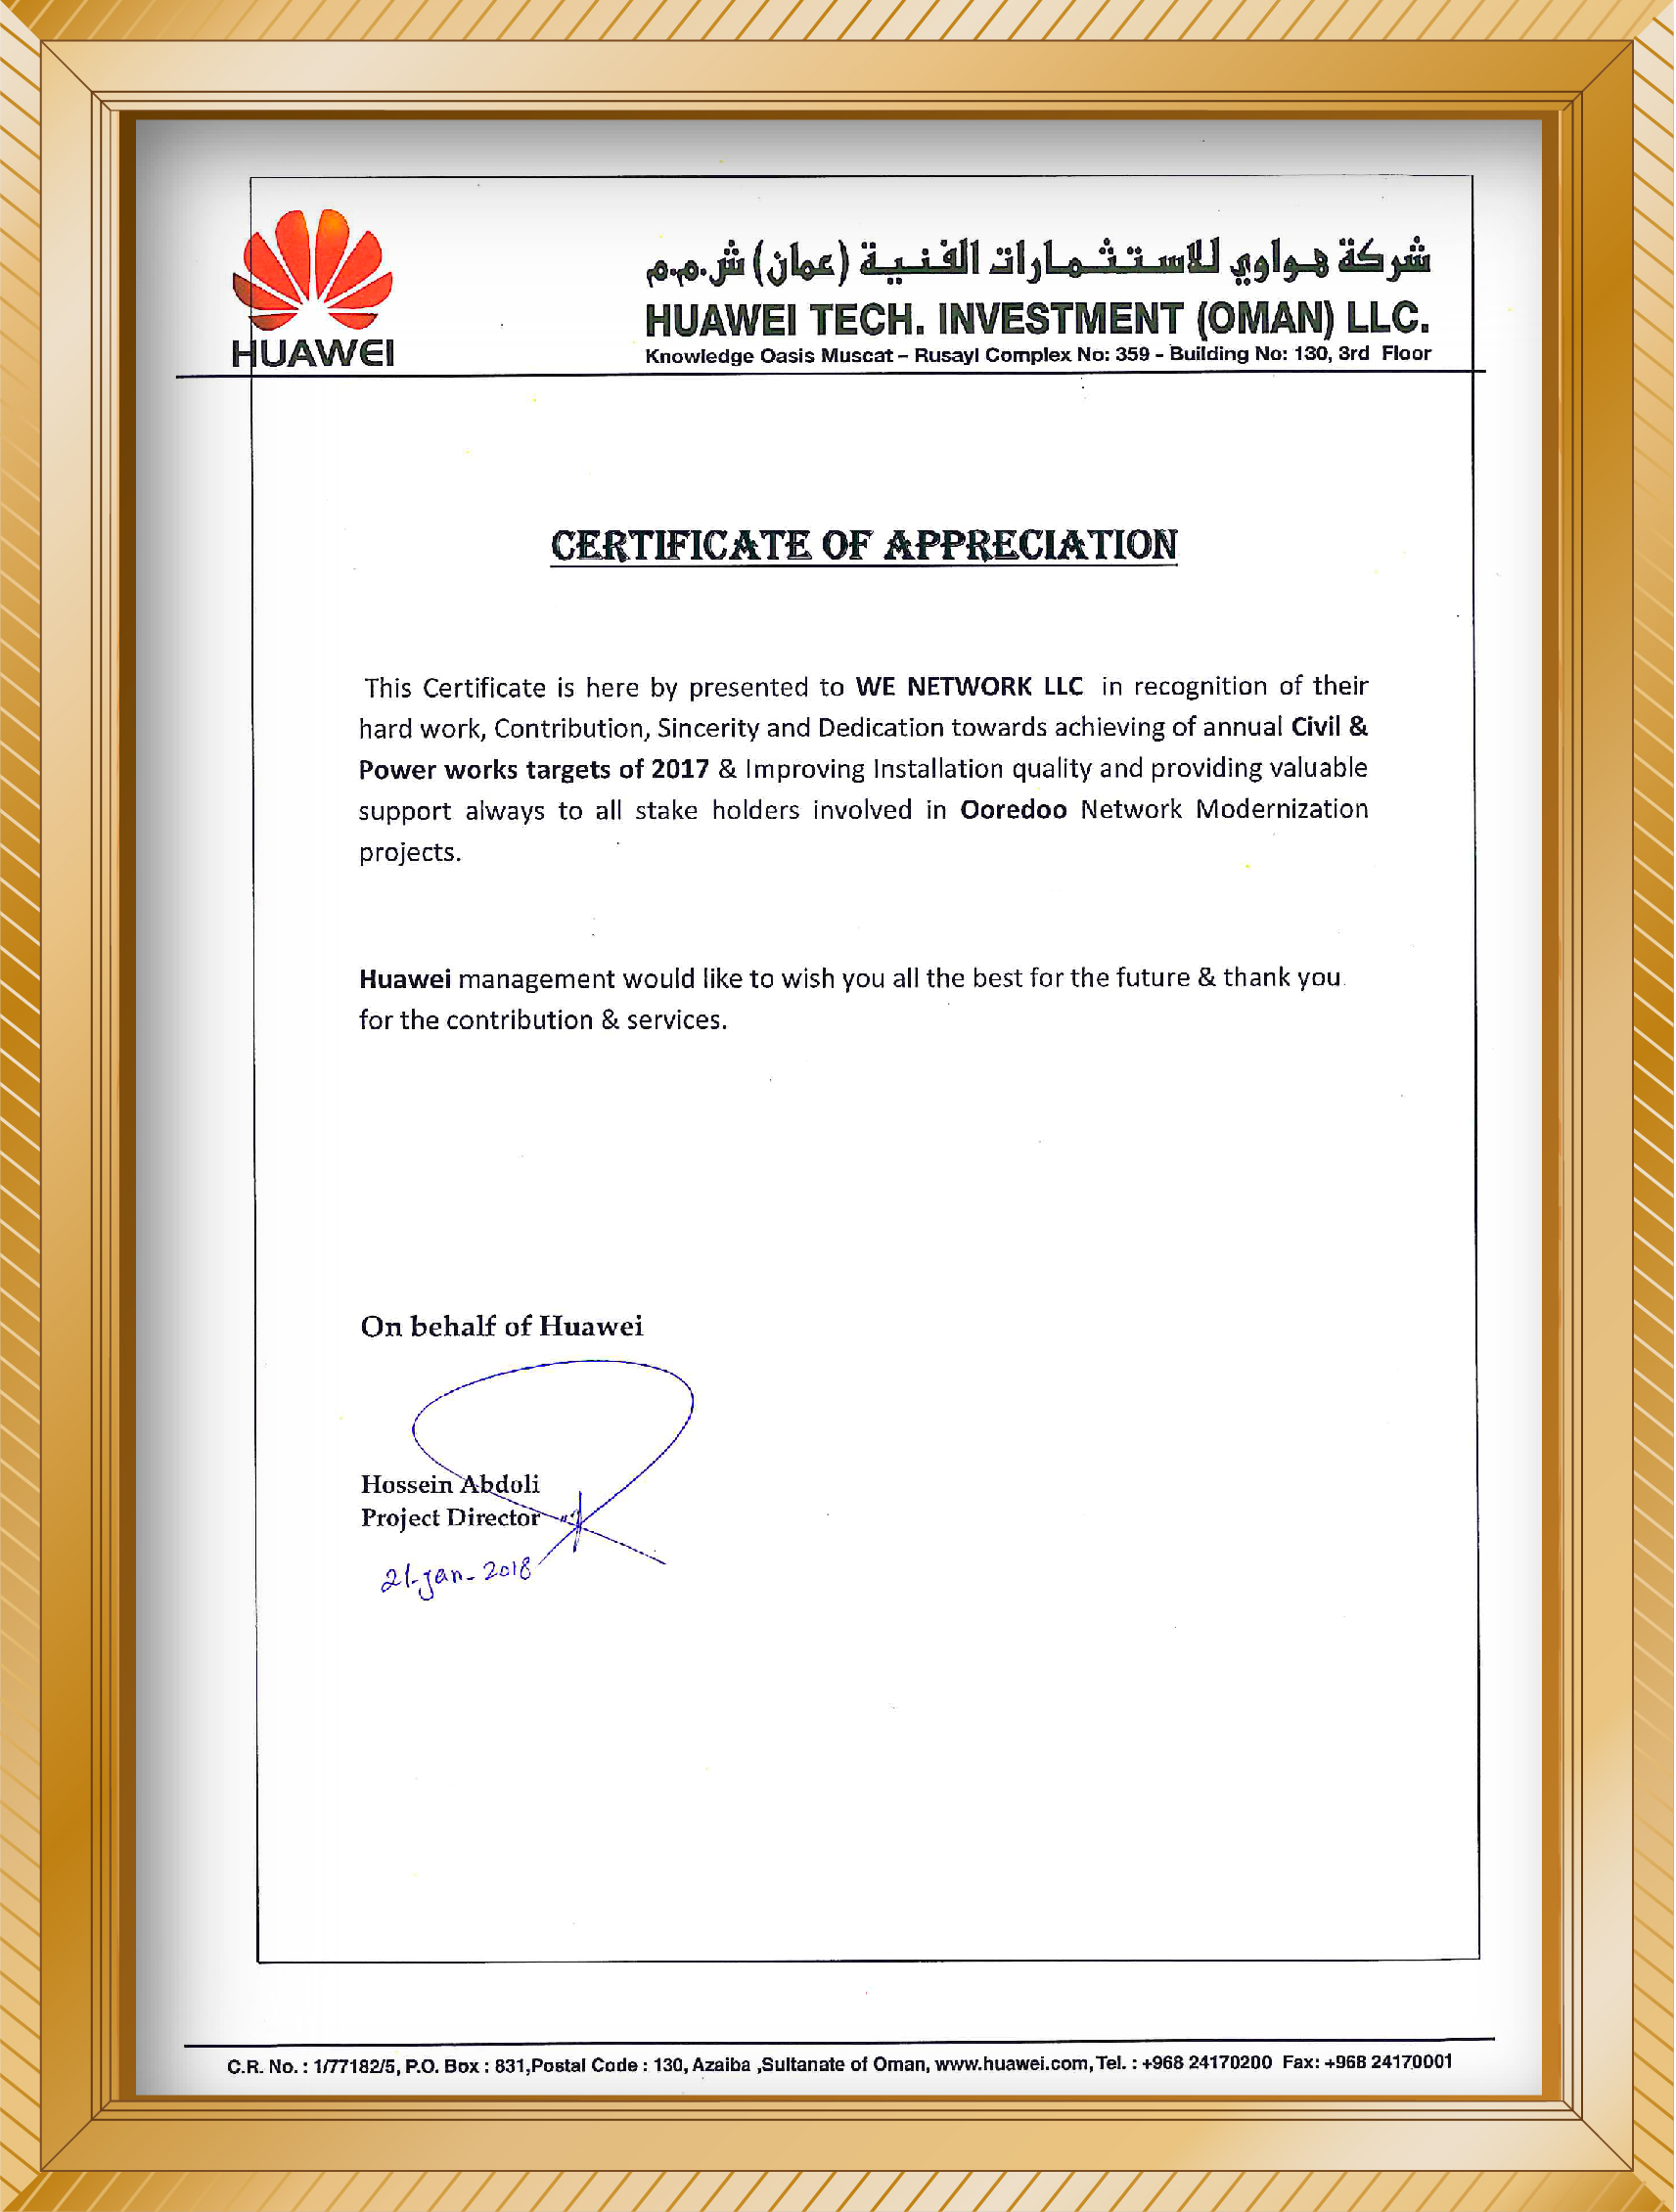 HUAWEI
شركة هواوي للاستثمارات الفنية (عمان) ش.م.م
HUAWEI TECH. INVESTMENT (OMAN) LLC.
Knowledge Oasis Muscat – Rusayl Complex No: 359 - Building No: 130, 3rd Floor
CERTIFICATE OF APPRECIATION
This Certificate is here by presented to WE NETWORK LLC in recognition of their
hard work, Contribution, Sincerity and Dedication towards achieving of annual Civil &
Power works targets of 2017 & Improving Installation quality and providing valuable
support always to all stake holders involved in Ooredoo Network Modernization
projects.
Huawei management would like to wish you all the best for the future & thank you
for the contribution & services.
On behalf of Huawei
Hossein Abdoli
Project Director
21-Jan-2018
C.R. No. : 1/77182/5, P.O. Box : 831,Postal Code : 130, Azaiba ,Sultanate of Oman, www.huawei.com, Tel. : +968 24170200 Fax: +968 24170001